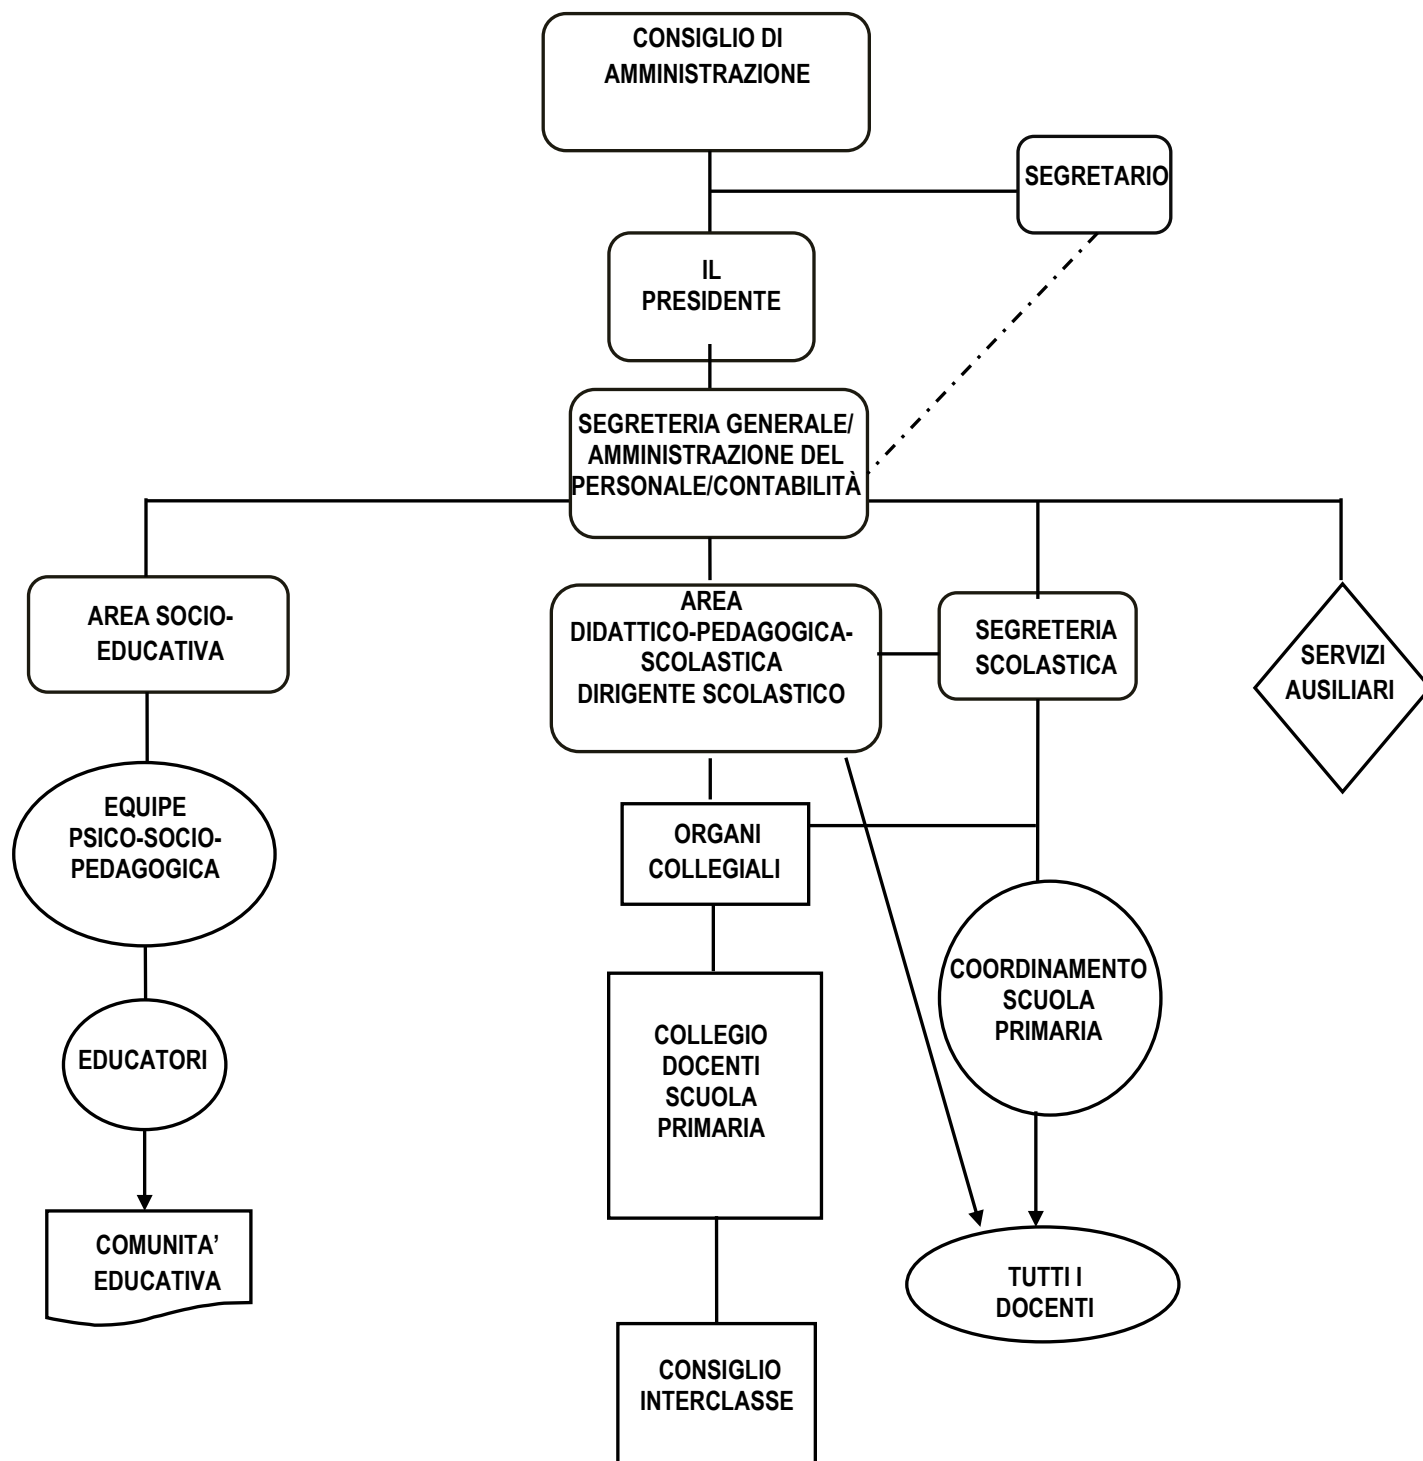 CONSIGLIO DI
AMMINISTRAZIONE
SEGRETARIO
IL
PRESIDENTE
SEGRETERIA GENERALE/
AMMINISTRAZIONE DEL
PERSONALE/CONTABILITÀ
AREA SOCIO-
EDUCATIVA
AREA
DIDATTICO-PEDAGOGICA-
SCOLASTICA
DIRIGENTE SCOLASTICO
SEGRETERIA
SCOLASTICA
SERVIZI
AUSILIARI
EQUIPE
PSICO-SOCIO-
PEDAGOGICA
ORGANI
COLLEGIALI
COORDINAMENTO
SCUOLA
PRIMARIA
EDUCATORI
COLLEGIO
DOCENTI
SCUOLA
PRIMARIA
COMUNITA’
EDUCATIVA
TUTTI I
DOCENTI
CONSIGLIO
INTERCLASSE